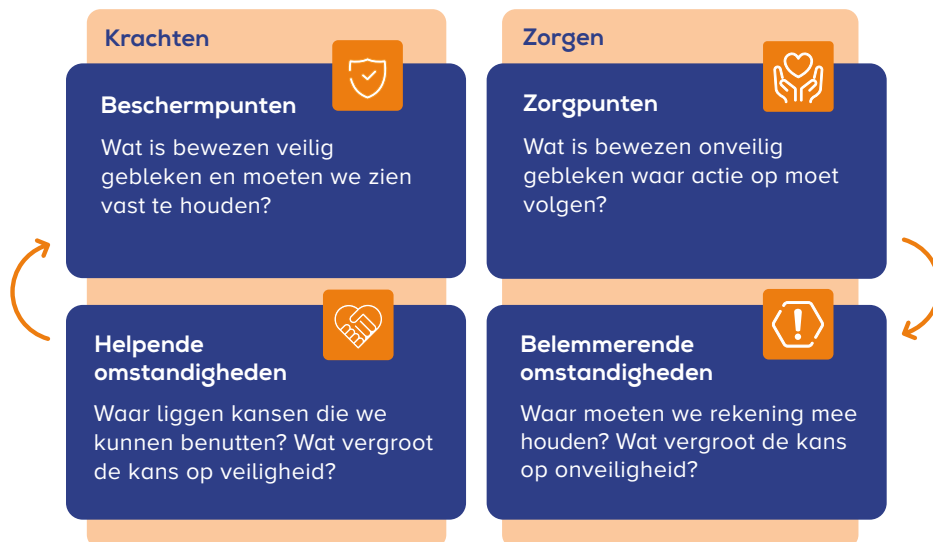 Krachten
Beschermpunten
Wat is bewezen veilig
gebleken en moeten we zien
vast te houden?
Helpende
omstandigheden
Waar liggen kansen die we
kunnen benutten? Wat vergroot
de kans op veiligheid?
Zorgen
Zorgpunten
Wat is bewezen onveilig
gebleken waar actie op moet
volgen?
Belemmerende
omstandigheden
Waar moeten we rekening mee
houden? Wat vergroot de kans
op onveiligheid?